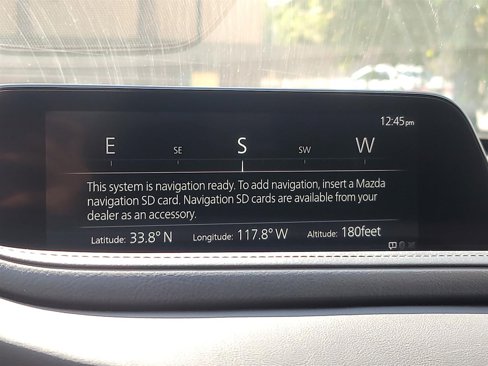 12:45pm
E SE S SW W
This system is navigation ready. To add navigation, insert a Mazda
navigation SD card. Navigation SD cards are available from your
dealer as an accessory.
Latitude: 33.8° N Longitude: 117.8° W Altitude: 180feet